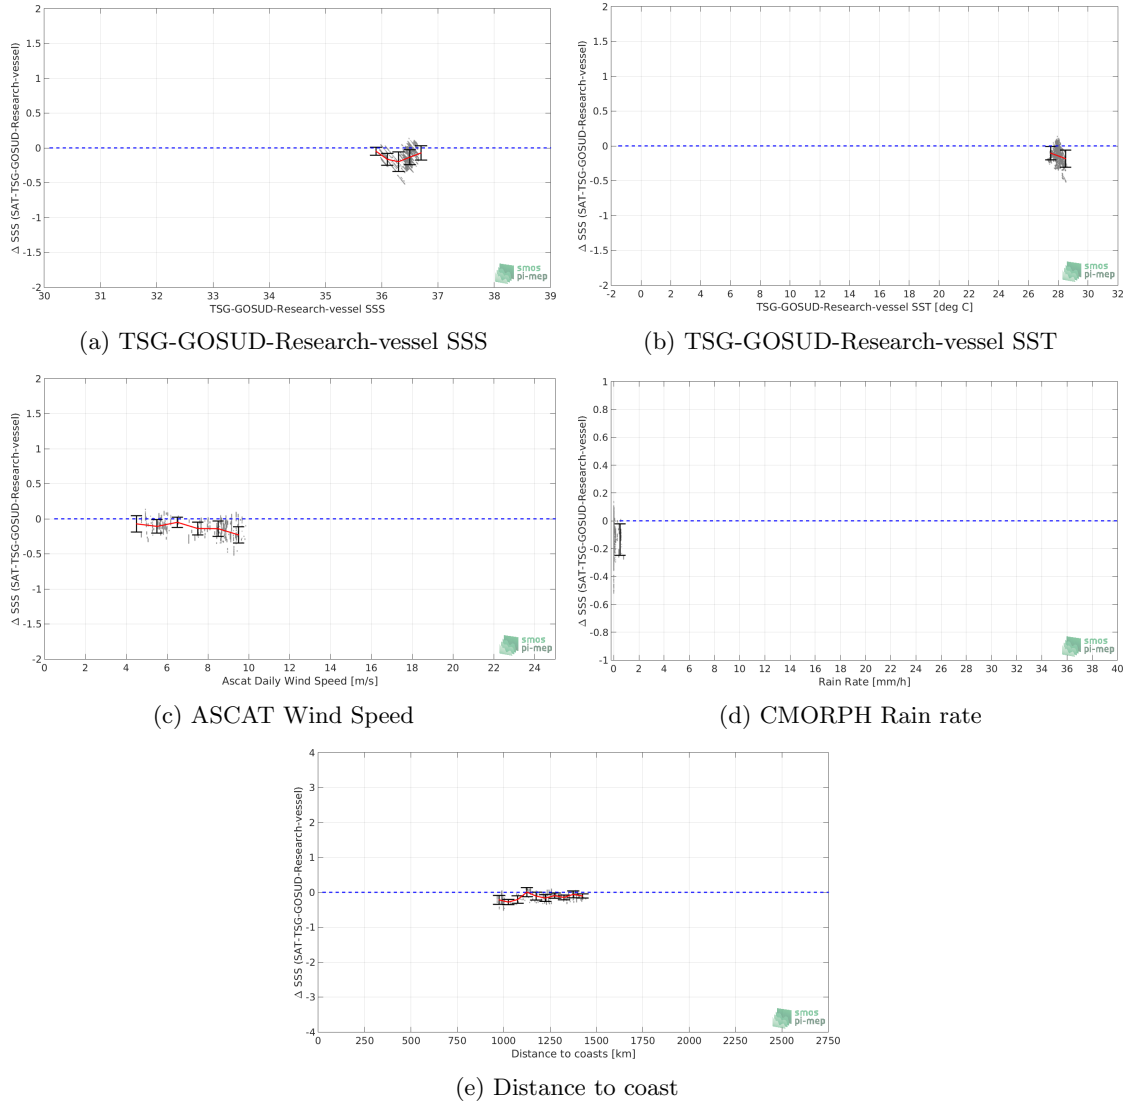 Δ SSS (SAT-TSG-GOSUD-Research-vessel)
2
1.5
1
0.5
0
-0.5
-1
-1.5
-2
30 31 32 33 34 35 36 37 38 39
TSG-GOSUD-Research-vessel SSS
smos
pi-mep
(a) TSG-GOSUD-Research-vessel SSS
Δ SSS (SAT-TSG-GOSUD-Research-vessel)
2
1.5
1
0.5
0
-0.5
-1
-1.5
-2
-2 0 2 4 6 8 10 12 14 16 18 20 22 24 26 28 30 32
TSG-GOSUD-Research-vessel SST [deg C]
smos
pi-mep
(b) TSG-GOSUD-Research-vessel SST
Δ SSS (SAT-TSG-GOSUD-Research-vessel)
2
1.5
1
0.5
0
-0.5
-1
-1.5
-2
0 2 4 6 8 10 12 14 16 18 20 22 24
Ascat Daily Wind Speed [m/s]
smos
pi-mep
(c) ASCAT Wind Speed
Δ SSS (SAT-TSG-GOSUD-Research-vessel)
1
0.8
0.6
0.4
0.2
0
-0.2
-0.4
-0.6
-0.8
-1
0 2 4 6 8 10 12 14 16 18 20 22 24 26 28 30 32 34 36 38 40
Rain Rate [mm/h]
smos
pi-mep
(d) CMORPH Rain rate
Δ SSS (SAT-TSG-GOSUD-Research-vessel)
4
3
2
1
0
-1
-2
-3
-4
0 250 500 750 1000 1250 1500 1750 2000 2250 2500 2750
Distance to coasts [km]
smos
pi-mep
(e) Distance to coast